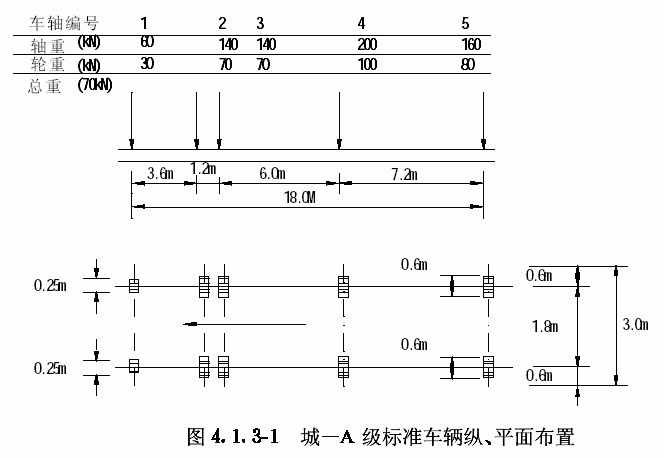 车轴编号 1 2 3 4 5
轴重 (kN) 60 140 140 200 160
轮重 (kN) 30 70 70 100 80
总重 (70kN)
3.6m 1.2m 6.0m 7.2m
18.0M
0.6m 0.6m
0.25m
1.8m 3.0m
0.6m
0.25m 0.6m
图 4.1.3-1 城—A 级标准车辆纵、平面布置